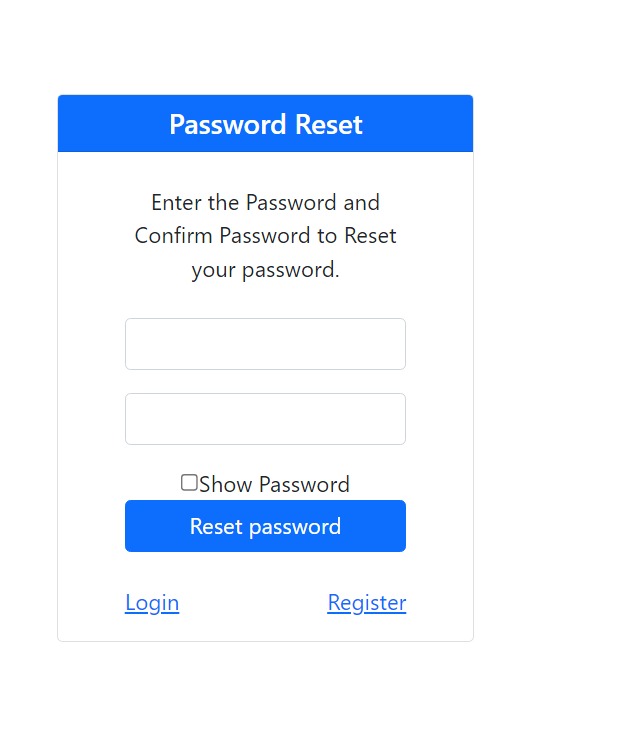 Password Reset
Enter the Password and
Confirm Password to Reset
your password.
Show Password
Reset password
Login Register